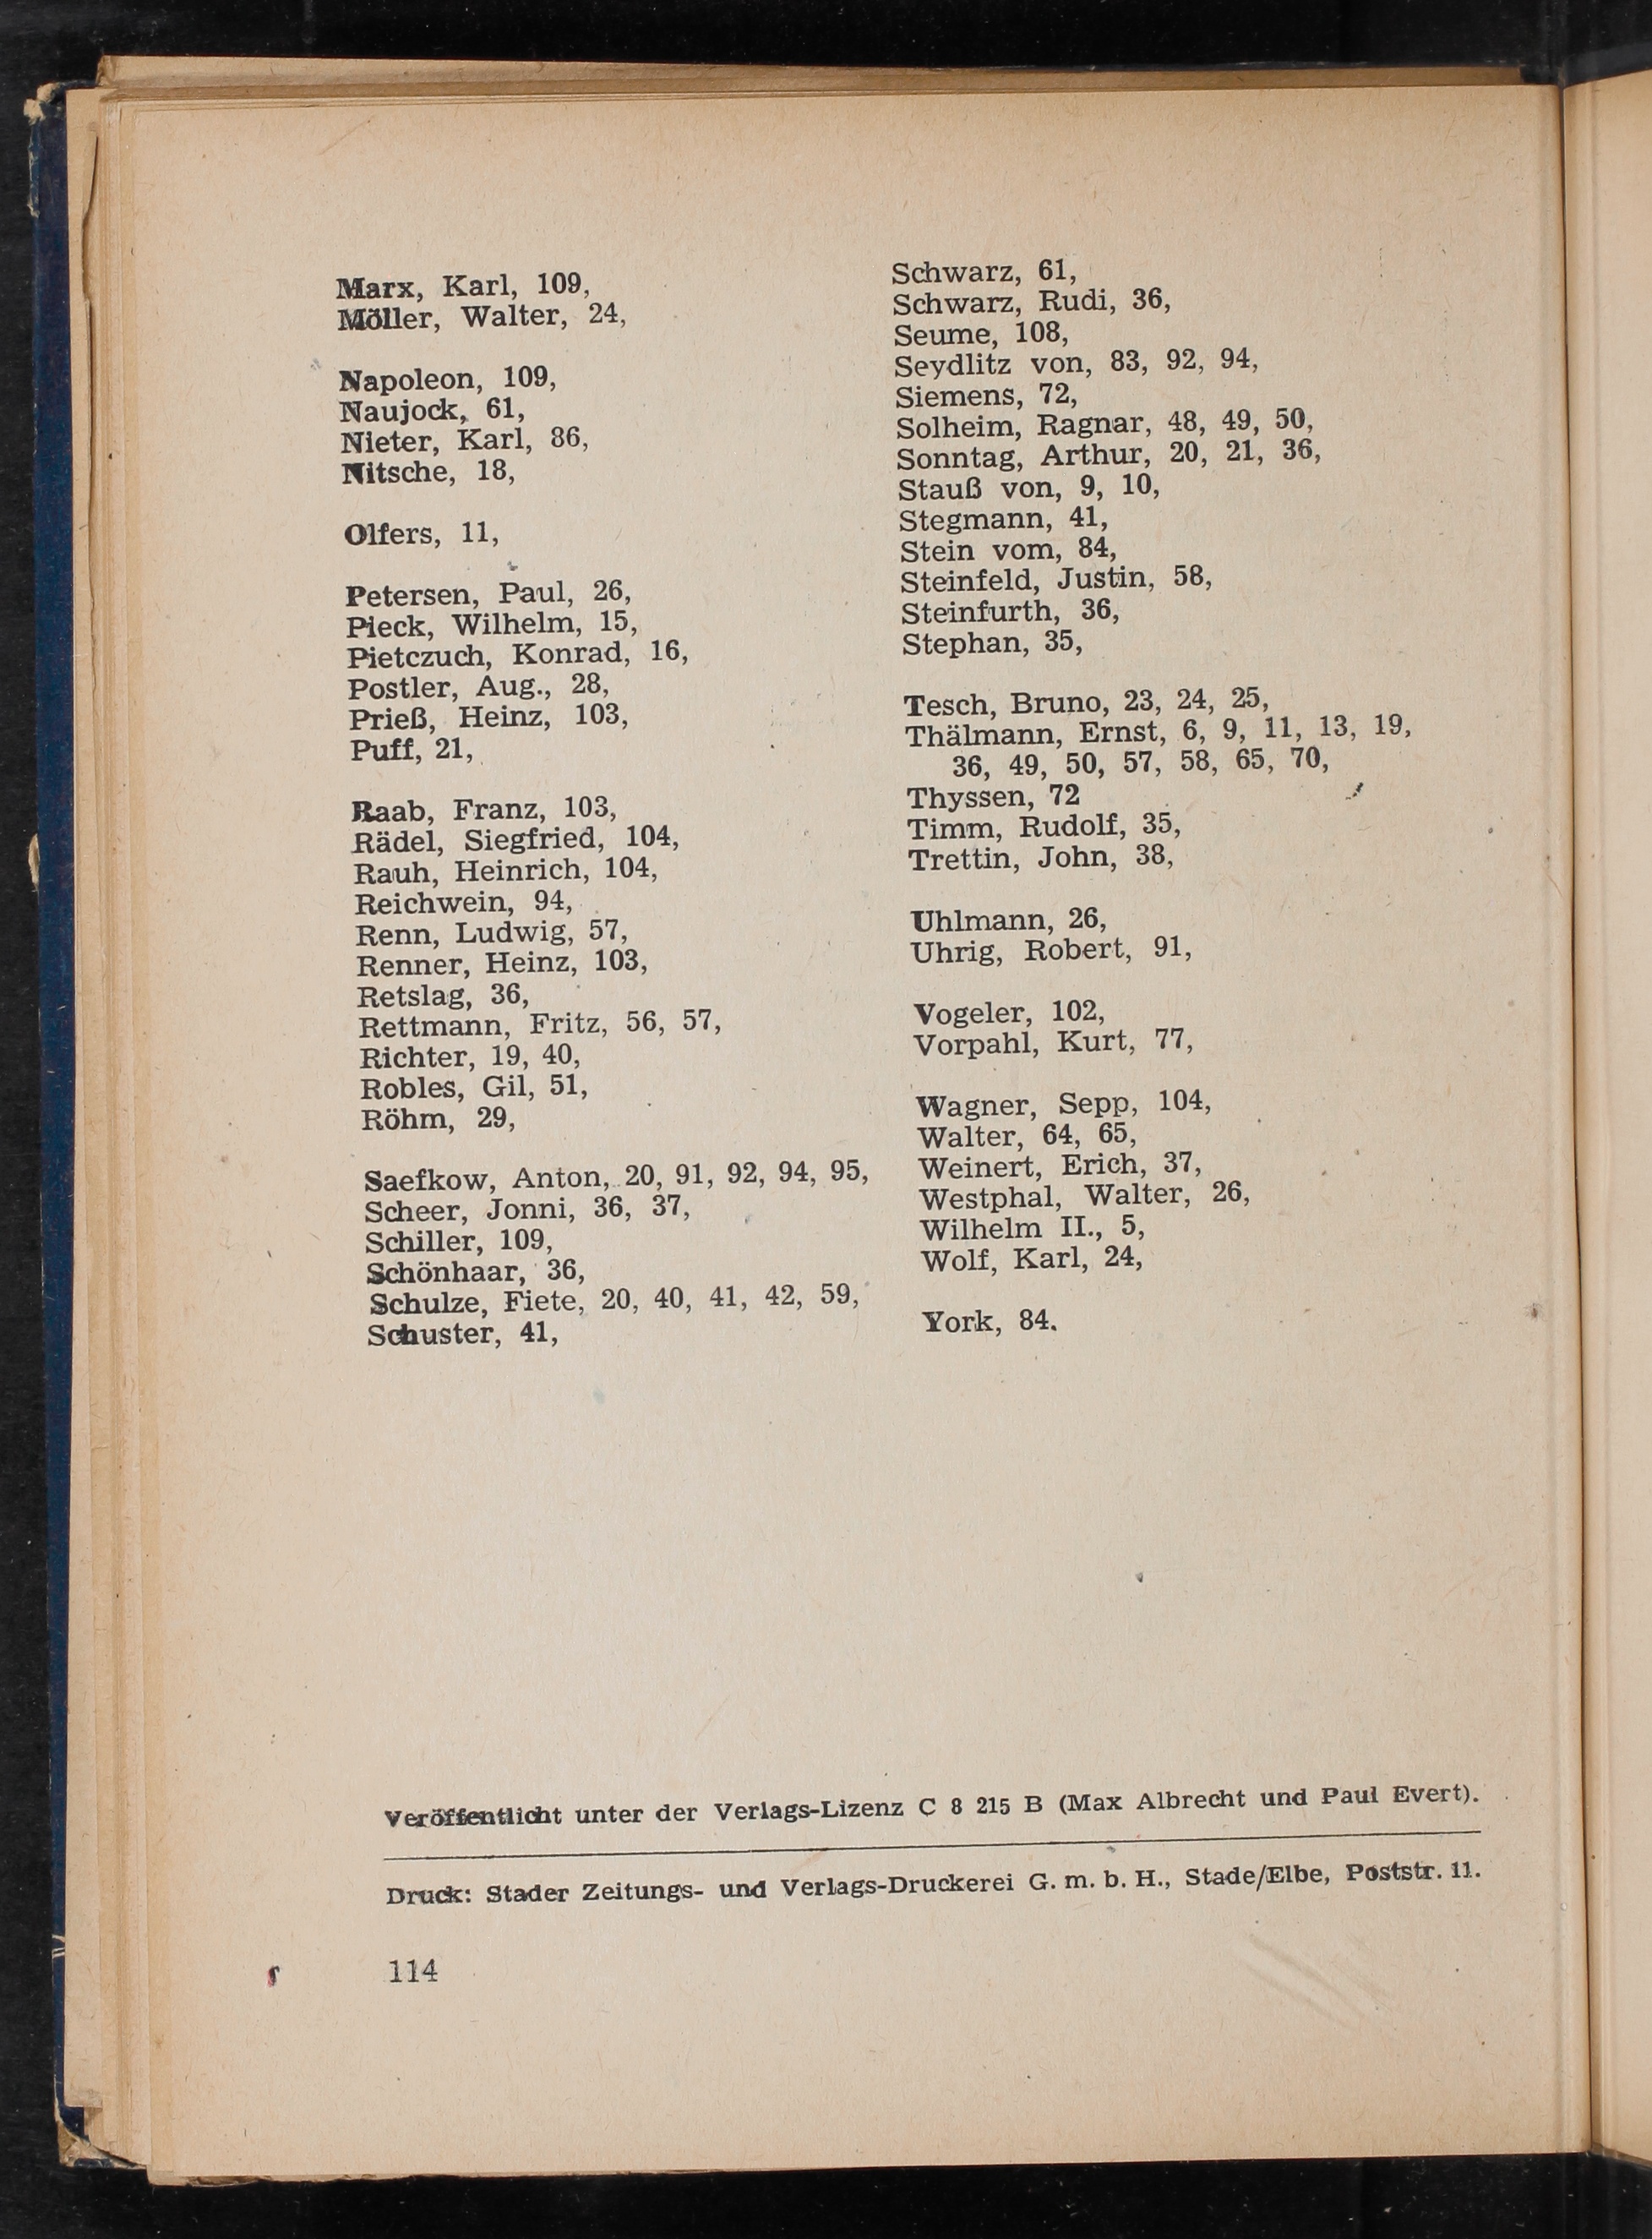 Marx, Karl, 109,
Möller, Walter, 24,
Napoleon, 109,
Naujock, 61,
Nieter, Karl, 86,
Nitsche, 18,
Olfers, 11,
Petersen, Paul, 26,
Pieck, Wilhelm, 15,
Pietczuch, Konrad, 16,
Postler, Aug., 28,
Prieß, Heinz, 103,
Puff, 21,
Raab, Franz, 103,
Rädel, Siegfried, 104,
Rauh, Heinrich, 104,
Reichwein, 94,
Renn, Ludwig, 57,
Renner, Heinz, 103,
Retslag, 36,
Rettmann, Fritz, 56, 57,
Richter, 19, 40,
Robles, Gil, 51,
Röhm, 29,
Saefkow, Anton, 20, 91, 92, 94, 95,
Scheer, Jonni, 36, 37,
Schiller, 109,
Schönhaar, 36,
Schulze, Fiete, 20, 40, 41, 42, 59,
Schuster, 41,
Schwarz, 61,
Schwarz, Rudi, 36,
Seume, 108,
Seydlitz von, 83, 92, 94,
Siemens, 72,
Solheim, Ragnar, 48, 49, 50,
Sonntag, Arthur, 20, 21, 36,
Stauß von, 9, 10,
Stegmann, 41,
Stein vom, 84,
Steinfeld, Justin, 58,
Steinfurth, 36,
Stephan, 35,
Tesch, Bruno, 23, 24, 25,
Thälmann, Ernst, 6, 9, 11, 13, 19,
36, 49, 50, 57, 58, 65, 70,
Thyssen, 72
Timm, Rudolf, 35,
Trettin, John, 38,
Uhlmann, 26,
Uhrig, Robert, 91,
Vogeler, 102,
Vorpahl, Kurt, 77,
Wagner, Sepp, 104,
Walter, 64, 65,
Weinert, Erich, 37,
Westphal, Walter, 26,
Wilhelm II., 5,
Wolf, Karl, 24,
York, 84.
Veröffentlicht unter der Verlags-Lizenz C 8 215 B (Max Albrecht und Paul Evert).
Druck: Stader Zeitungs- und Verlags-Druckerei G. m. b. H., Stade/Elbe, Poststr. 11.
114